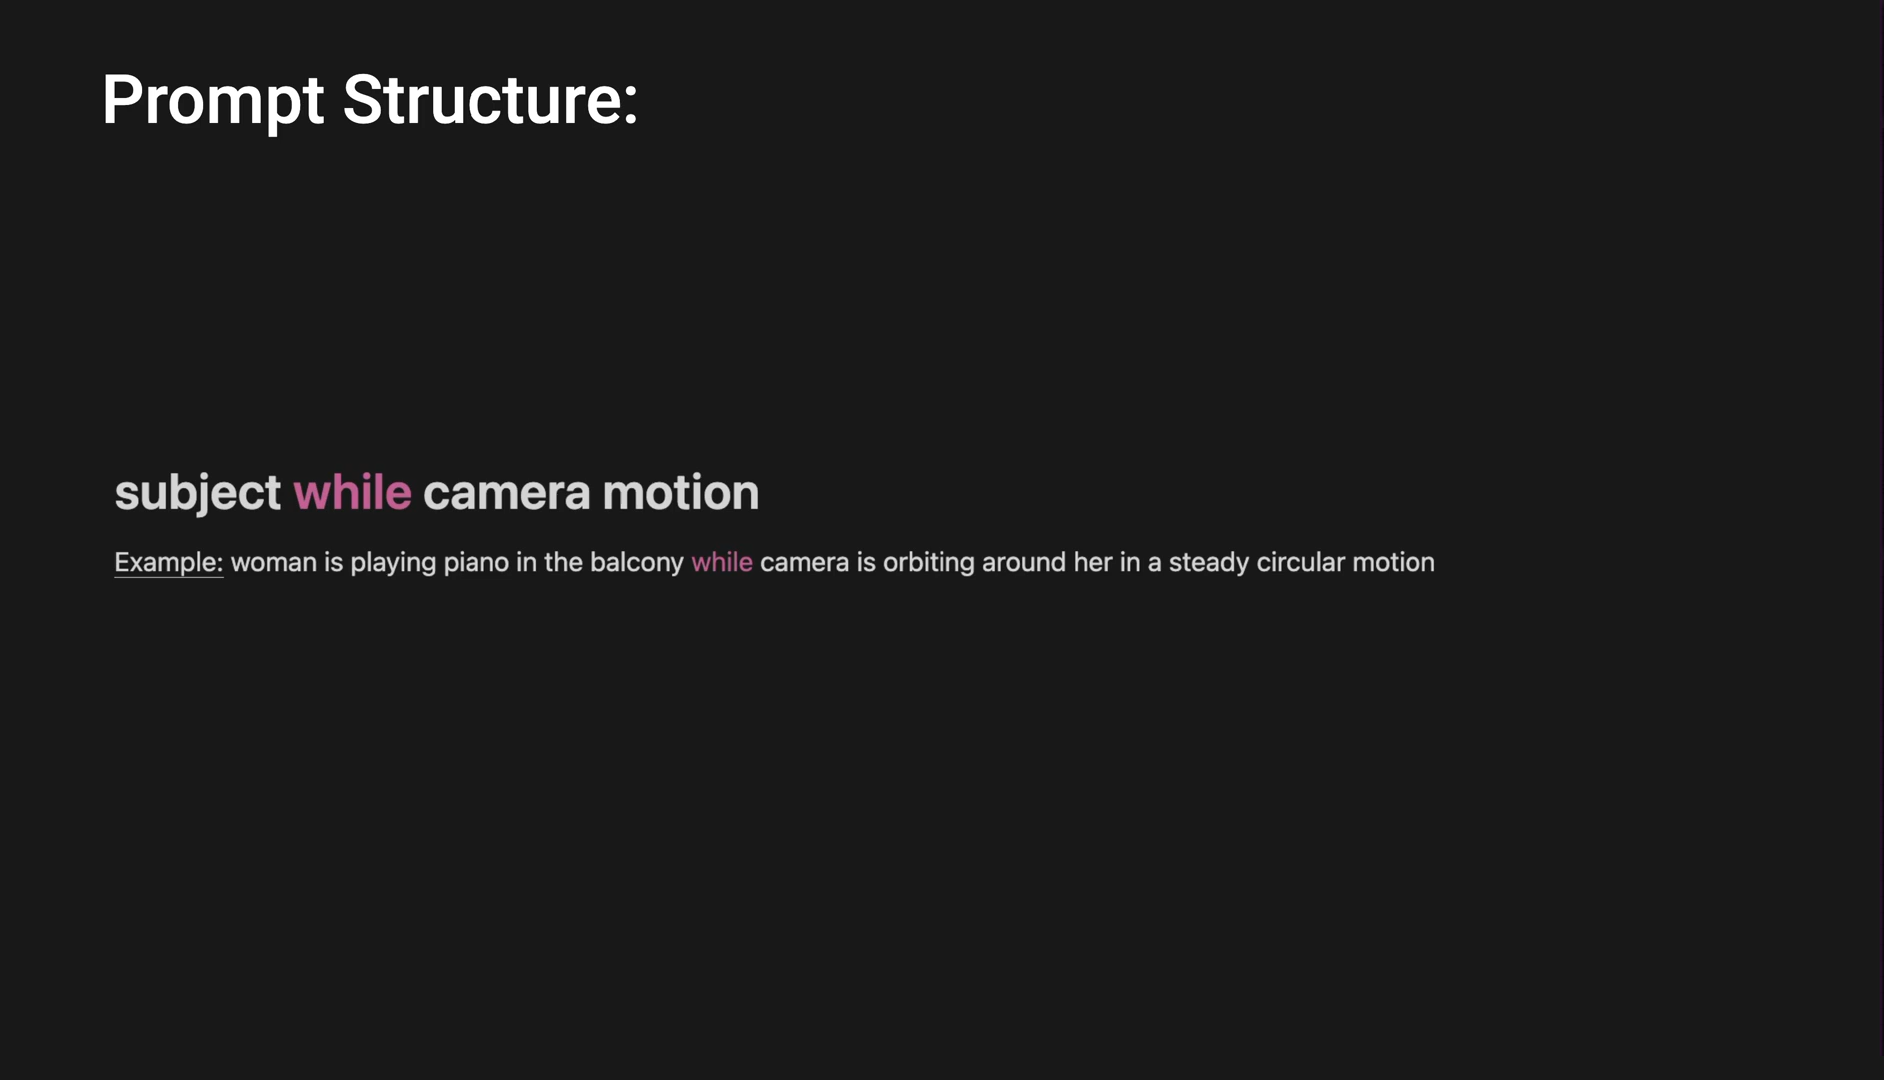 Prompt Structure:
subject while camera motion
Example: woman is playing piano in the balcony while camera is orbiting around her in a steady circular motion